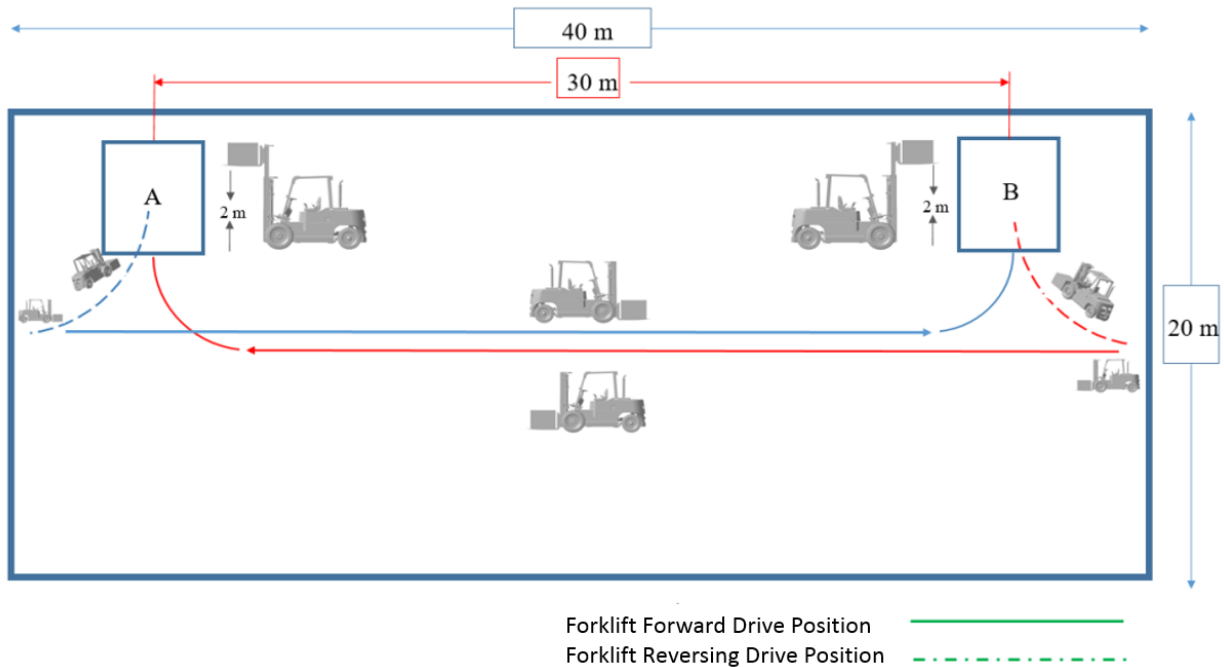 40 m
30 m
A
2 m
2 m
B
20 m
Forklift Forward Drive Position
Forklift Reversing Drive Position